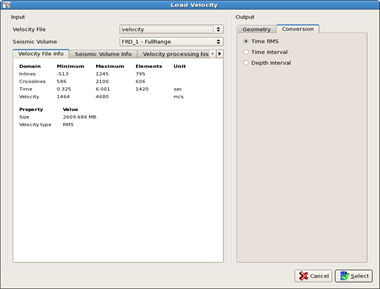 Load Velocity
Input
Velocity File
velocity
Seismic Volume
FRD_1 - FullRange
Velocity File Info
Seismic Volume Info
Velocity processing his
Domain Minimum Maximum Elements Unit
Inlines -513 1245 795
Crosslines 586 2100 606
Time 0.325 6.001 1420 sec
Velocity 1464 4680 m/s
Property Value
Size 2609.686 MB
Velocity type RMS
Output
Geometry
Conversion
Time RMS
Time Interval
Depth Interval
Cancel
Select